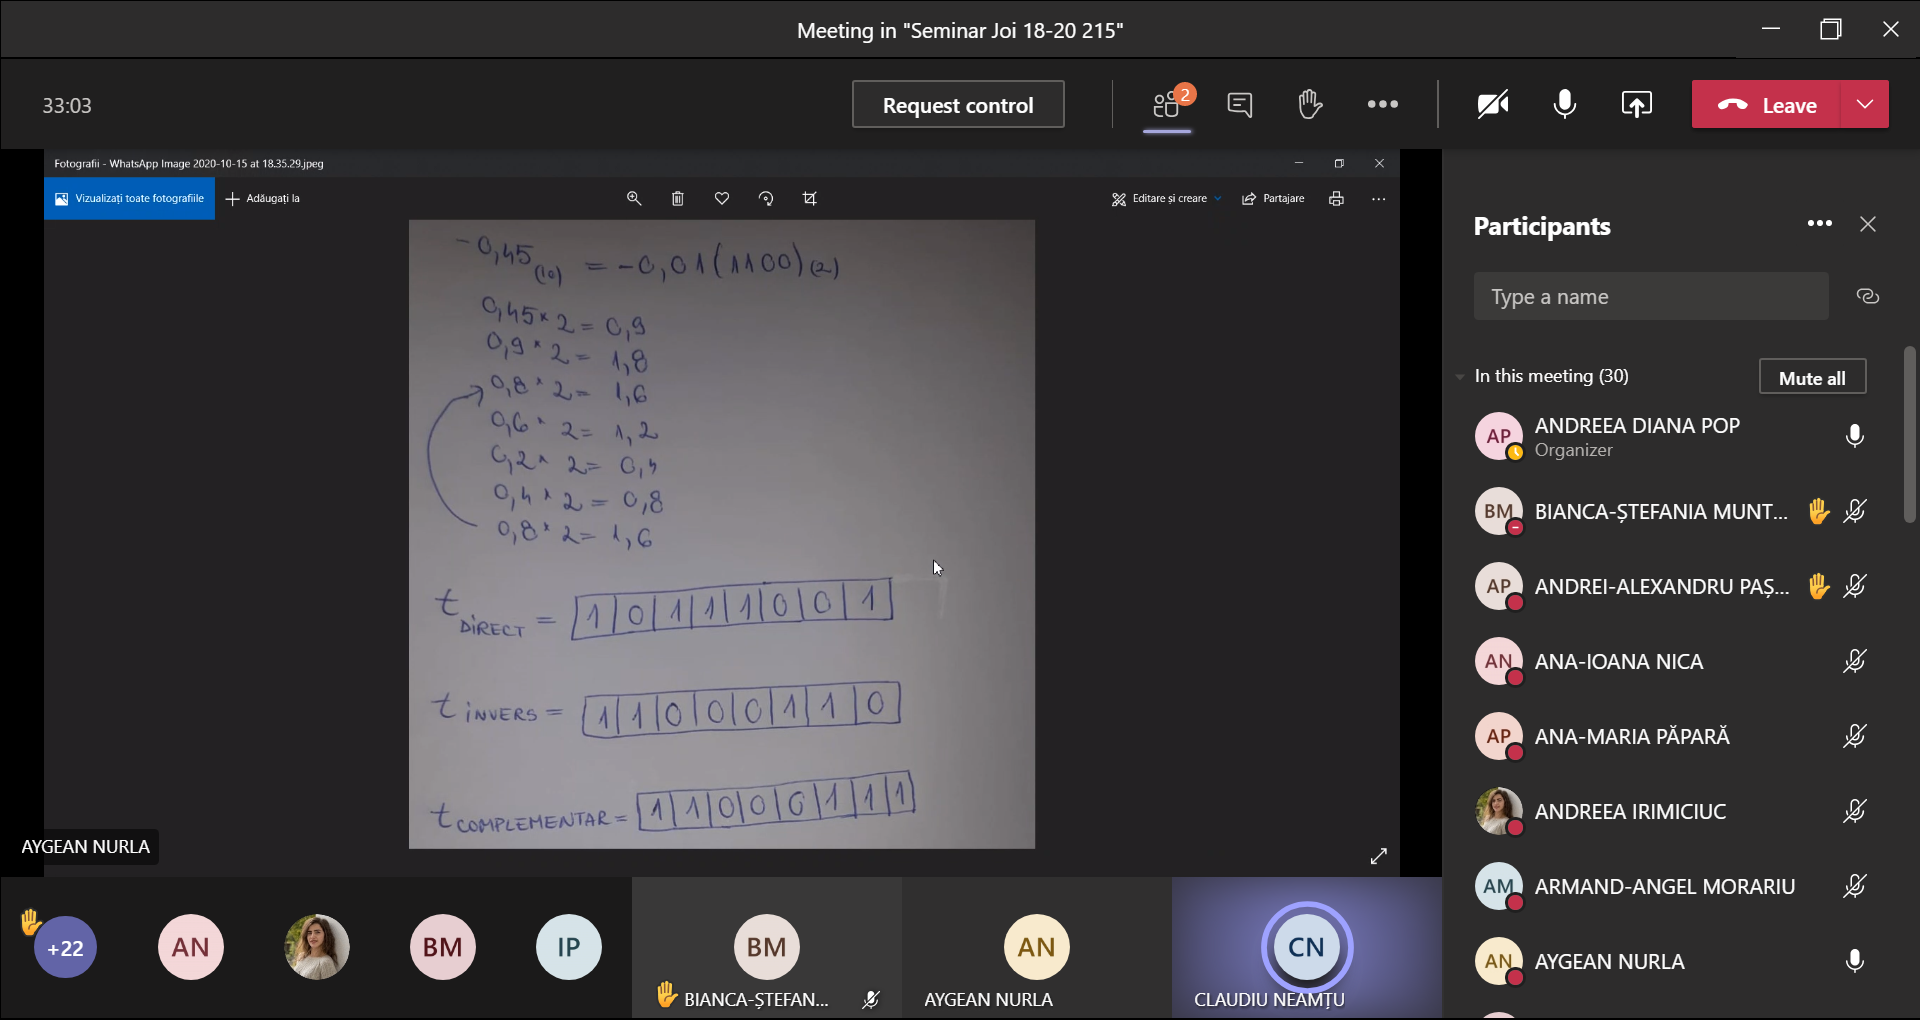 Meeting in "Seminar Joi 18-20 215"
33:03
Request control
2
Leave
Fotografii - WhatsApp Image 2020-10-15 at 18.35.29.jpeg
Vizualizați toate fotografiile
Adăugați la
Editare și creare
Partajare
-0,45(10) = -0,01(1100)(2)
0,45 × 2 = 0,9
0,9 × 2 = 1,8
0,8 × 2 = 1,6
0,6 × 2 = 1,2
0,2 × 2 = 0,4
0,4 × 2 = 0,8
0,8 × 2 = 1,6
t DIRECT = 1 0 1 1 1 0 0 1
t INVERS = 1 1 0 0 0 1 1 0
t COMPLEMENTAR = 1 1 0 0 0 1 1 1
AYGEAN NURLA
+22
AN
BM
IP
BM
BIANCA-ȘTEFAN...
AN
AYGEAN NURLA
CN
CLAUDIU NEAMȚU
Participants
Type a name
In this meeting (30)
Mute all
AP
ANDREEA DIANA POP
Organizer
BM
BIANCA-ȘTEFANIA MUNT...
AP
ANDREI-ALEXANDRU PAȘ...
AN
ANA-IOANA NICA
AP
ANA-MARIA PĂPARĂ
ANDREEA IRIMICIUC
AM
ARMAND-ANGEL MORARIU
AN
AYGEAN NURLA